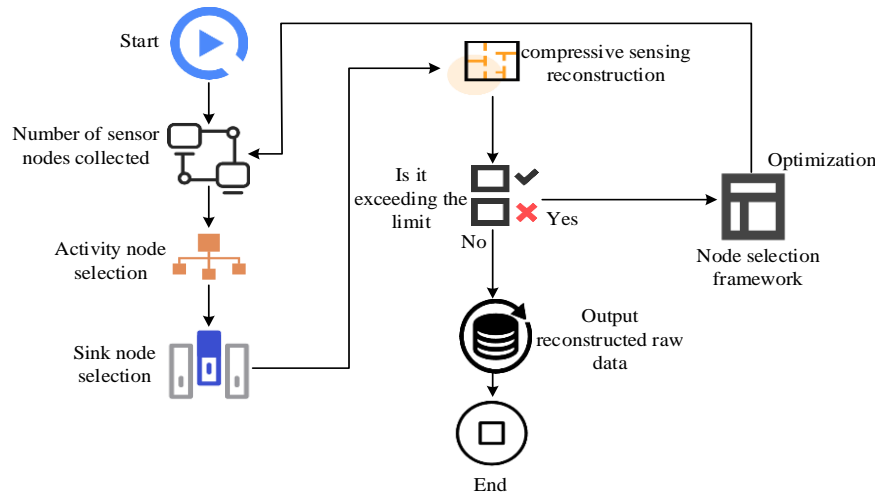 Start
Number of sensor
nodes collected
Activity node
selection
Sink node
selection
compressive sensing
reconstruction
Is it
exceeding the
limit
Yes
No
Optimization
Node selection
framework
Output
reconstructed raw
data
End